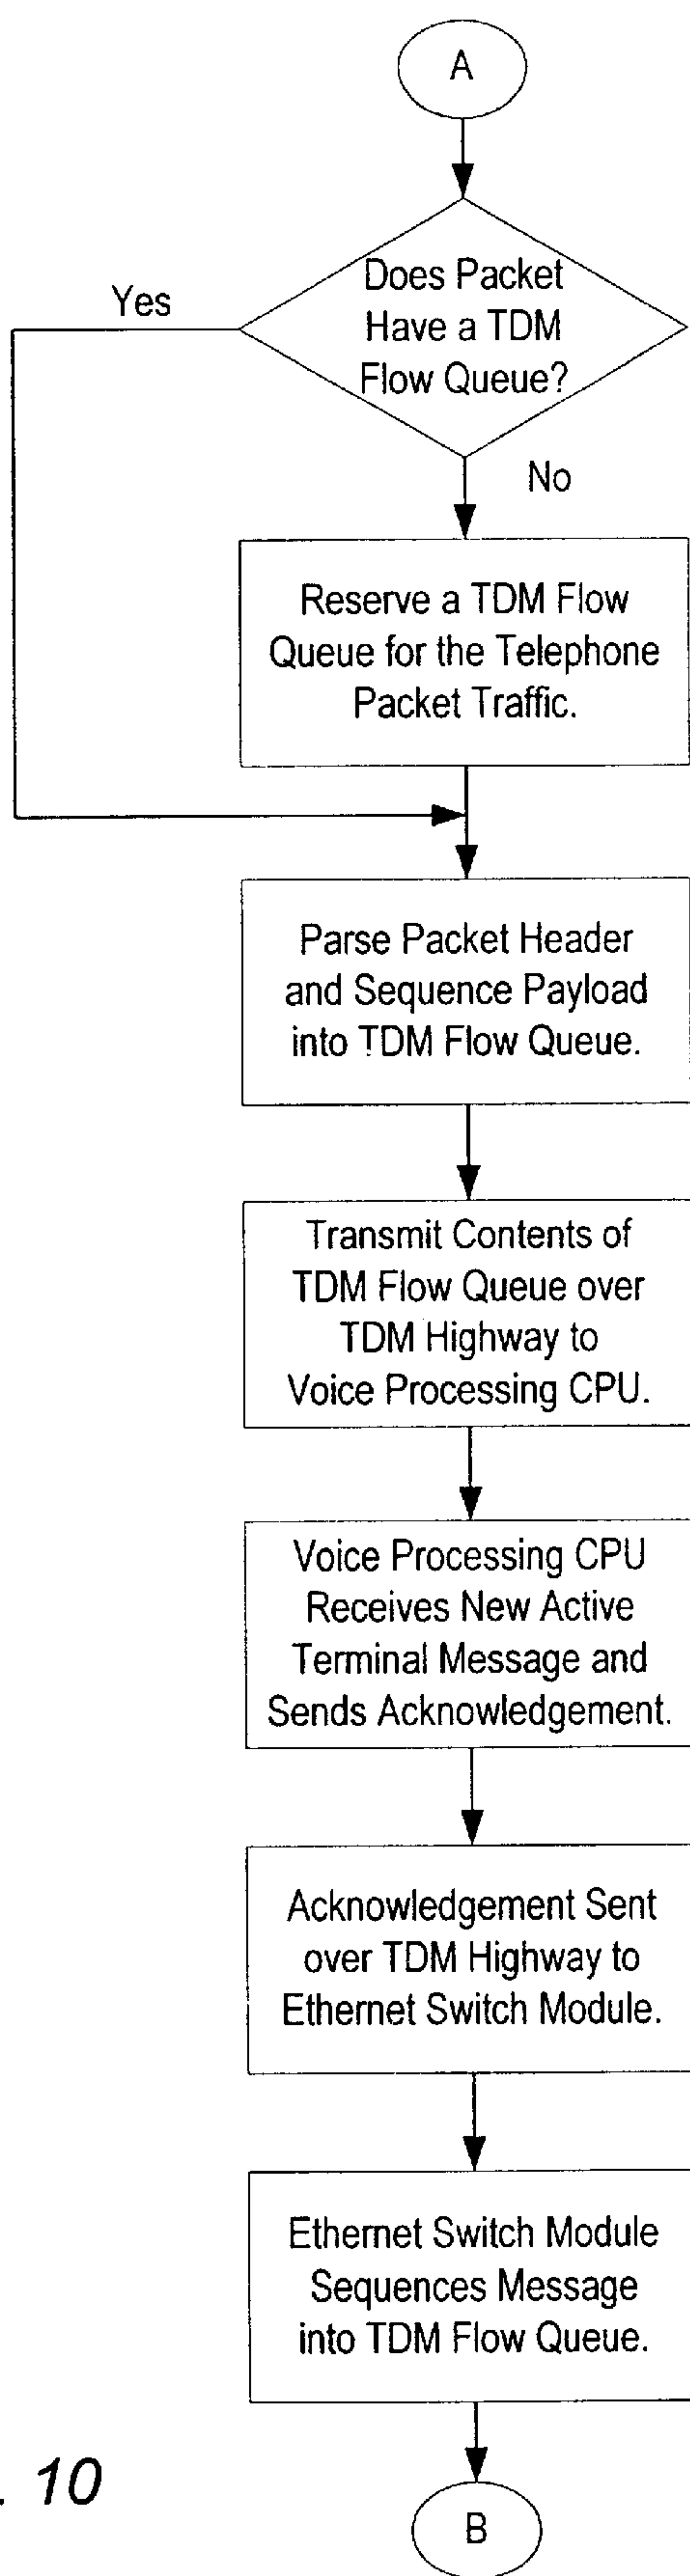 A
Does Packet
Have a TDM
Flow Queue?
Yes
No
Reserve a TDM Flow
Queue for the Telephone
Packet Traffic.
Parse Packet Header
and Sequence Payload
into TDM Flow Queue.
Transmit Contents of
TDM Flow Queue over
TDM Highway to
Voice Processing CPU.
Voice Processing CPU
Receives New Active
Terminal Message and
Sends Acknowledgement.
Acknowledgement Sent
over TDM Highway to
Ethernet Switch Module.
Ethernet Switch Module
Sequences Message
into TDM Flow Queue.
. 10
B